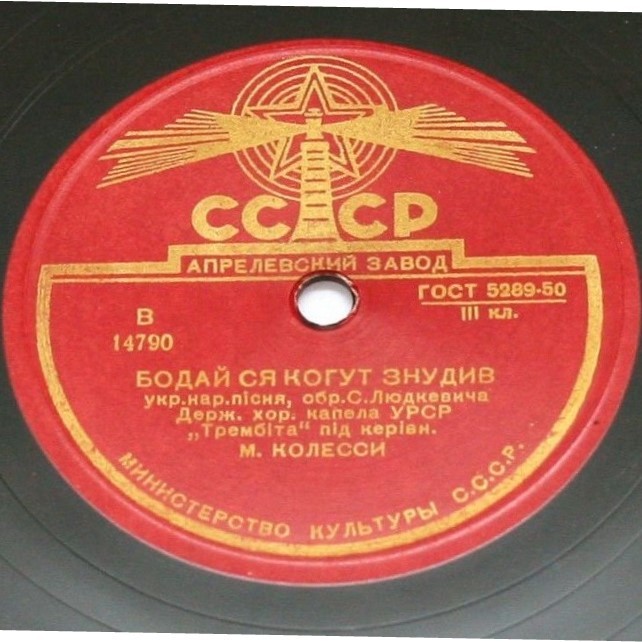 СССР
АПРЕЛЕВСКИЙ ЗАВОД
В
14790
ГОСТ 5289-50
III кл.
БОДАЙ СЯ КОГУТ ЗНУДИВ
укр.нар.пісня, обр.С.Людкевича
Держ. хор. капела УРСР
„Трембіта“ під керівн.
М. КОЛЕССИ
МИНИСТЕРСТВО КУЛЬТУРЫ С.С.С.Р.